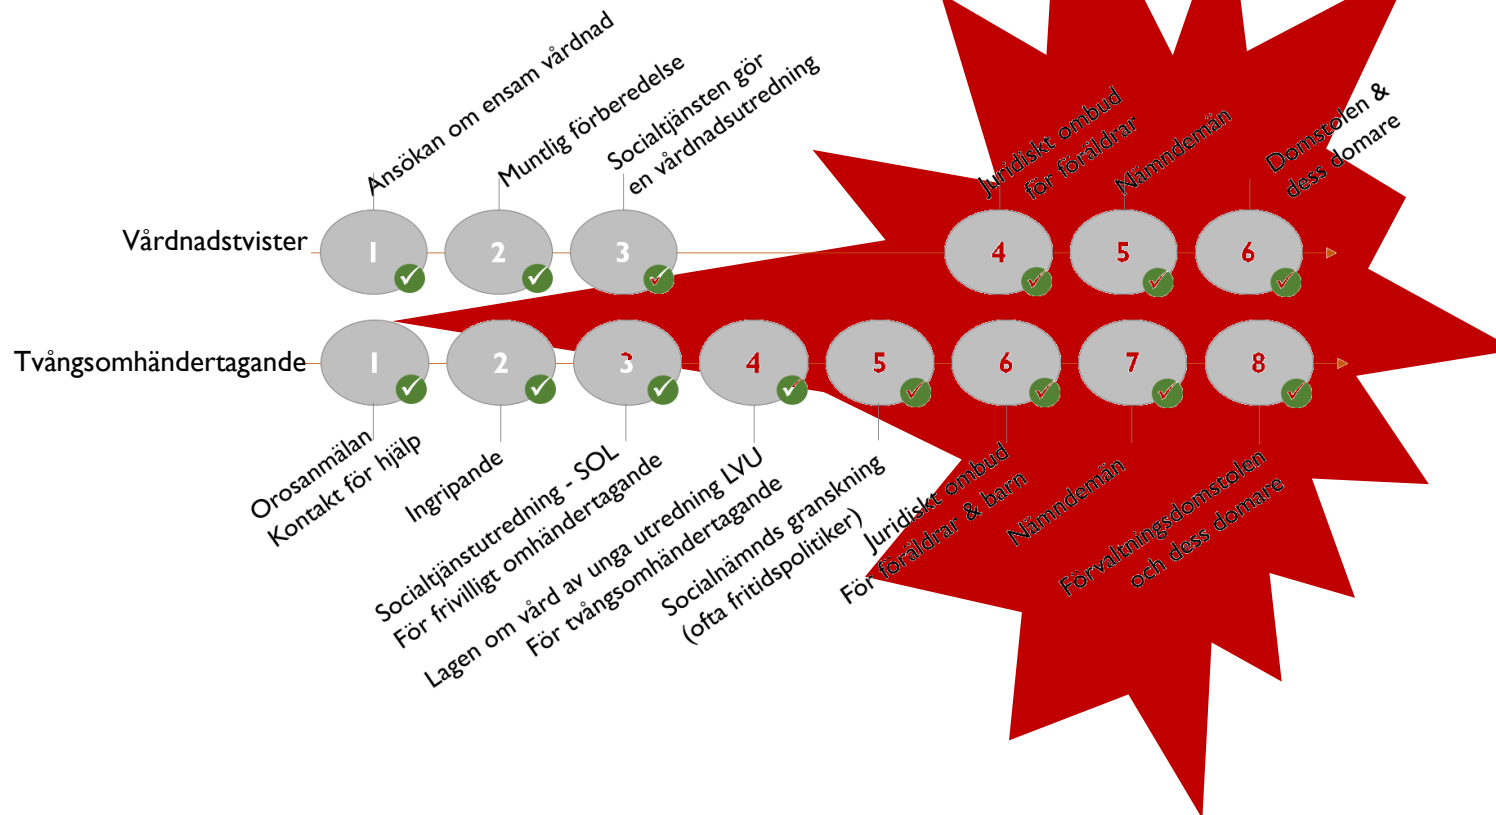 Ansökan om ensam vårdnad
Muntlig förberedelse
Socialtjänsten gör
en vårdnadsutredning
Juridiskt ombud
för föräldrar
Nämndemän
Domstolen &
dess domare
Vårdnadstvister
1
2
3
4
5
6
Tvångsomhändertagande
1
2
3
4
5
6
7
8
Orosanmälan
Kontakt för hjälp
Ingripande
Socialtjänstutredning - SOL
För frivilligt omhändertagande
Lagen om vård av unga utredning LVU
För tvångsomhändertagande
Socialnämnds granskning
(ofta fritidspolitiker)
Juridiskt ombud
För föräldrar & barn
Nämndemän
Förvaltningsdomstolen
och dess domare